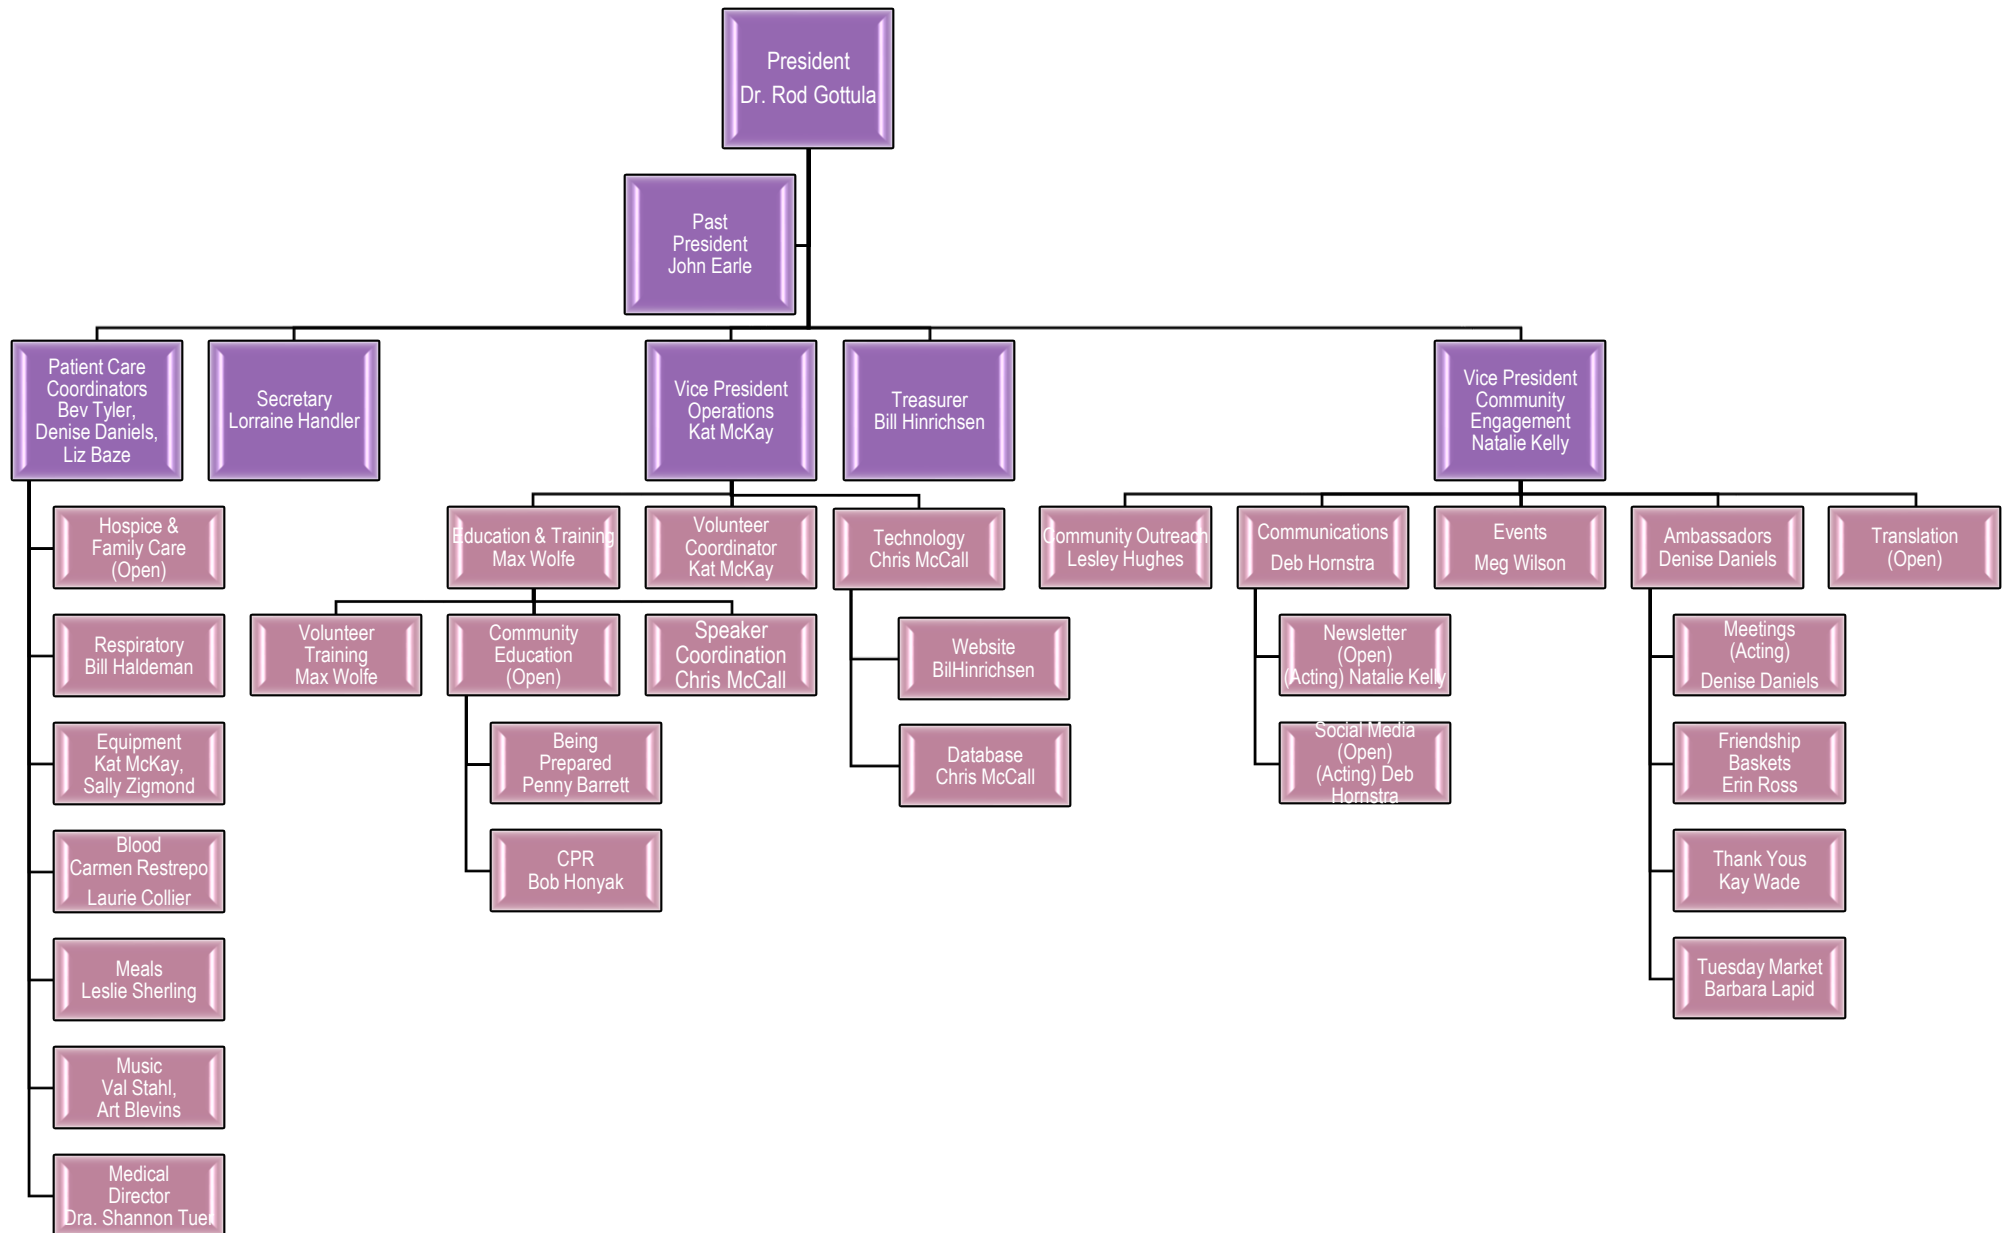 President
Dr. Rod Gottula
Past
President
John Earle
Patient Care
Coordinators
Bev Tyler,
Denise Daniels,
Liz Baze
Secretary
Lorraine Handler
Vice President
Operations
Kat McKay
Treasurer
Bill Hinrichsen
Vice President
Community
Engagement
Natalie Kelly
Hospice &
Family Care
(Open)
Respiratory
Bill Haldeman
Equipment
Kat McKay,
Sally Zigmond
Blood
Carmen Restrepo
Laurie Collier
Meals
Leslie Sherling
Music
Val Stahl,
Art Blevins
Medical
Director
Dra. Shannon Tuer
Education & Training
Max Wolfe
Volunteer
Coordinator
Kat McKay
Technology
Chris McCall
Volunteer
Training
Max Wolfe
Community
Education
(Open)
Speaker
Coordination
Chris McCall
Being
Prepared
Penny Barrett
CPR
Bob Honyak
Website
BilHinrichsen
Database
Chris McCall
Community Outreach
Lesley Hughes
Communications
Deb Hornstra
Events
Meg Wilson
Ambassadors
Denise Daniels
Translation
(Open)
Newsletter
(Open)
(Acting) Natalie Kelly
Social Media
(Open)
(Acting) Deb
Hornstra
Meetings
(Acting)
Denise Daniels
Friendship
Baskets
Erin Ross
Thank Yous
Kay Wade
Tuesday Market
Barbara Lapid